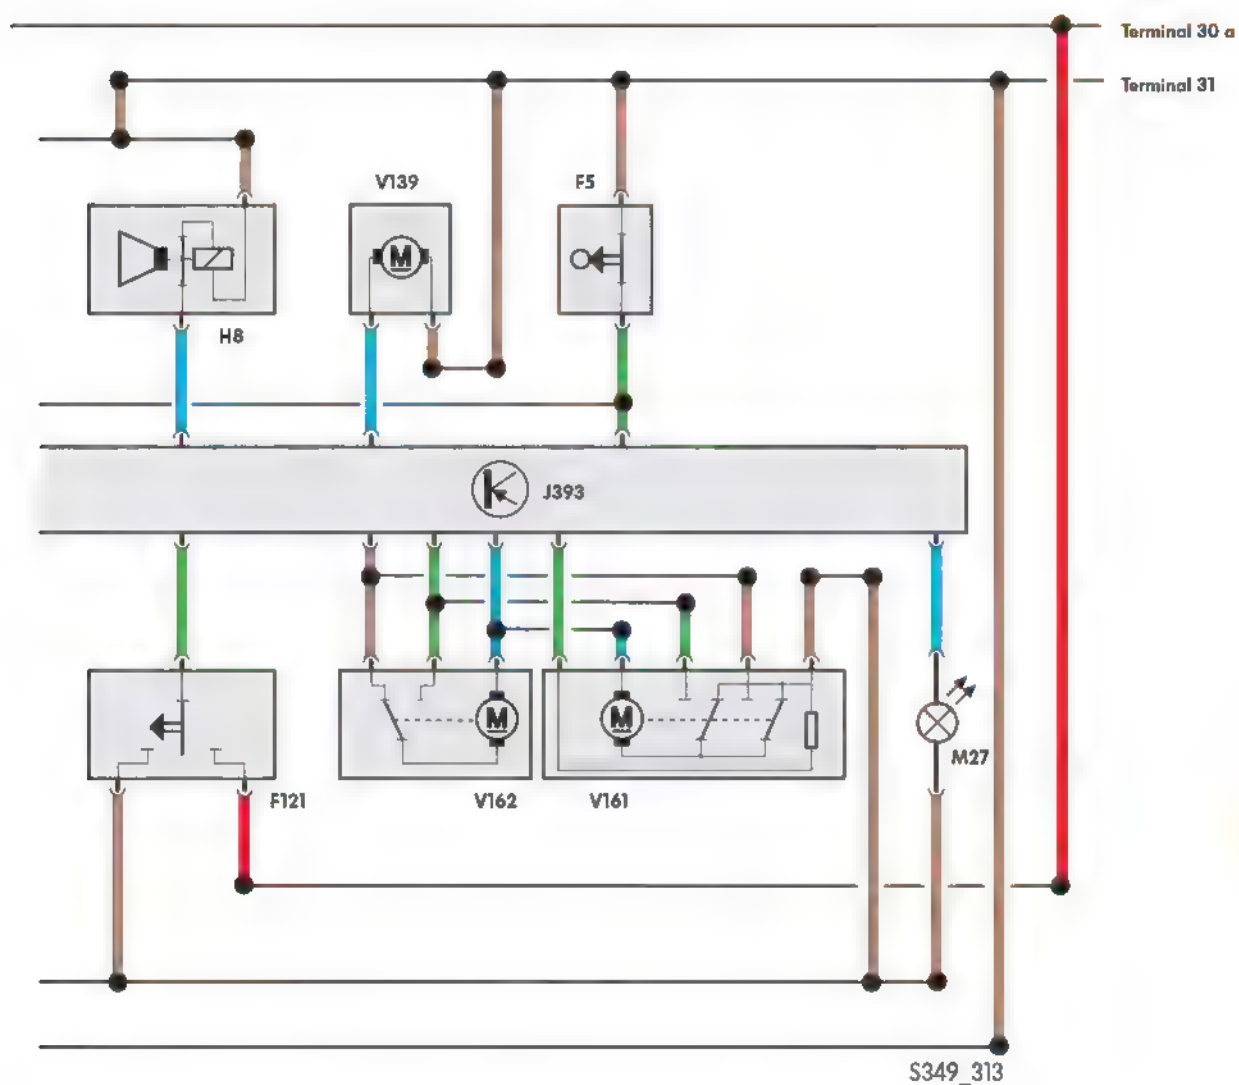 Terminal 30 a
Terminal 31
V139
F5
H8
M
J393
M
M
M27
F121
V162
V161
S349_313